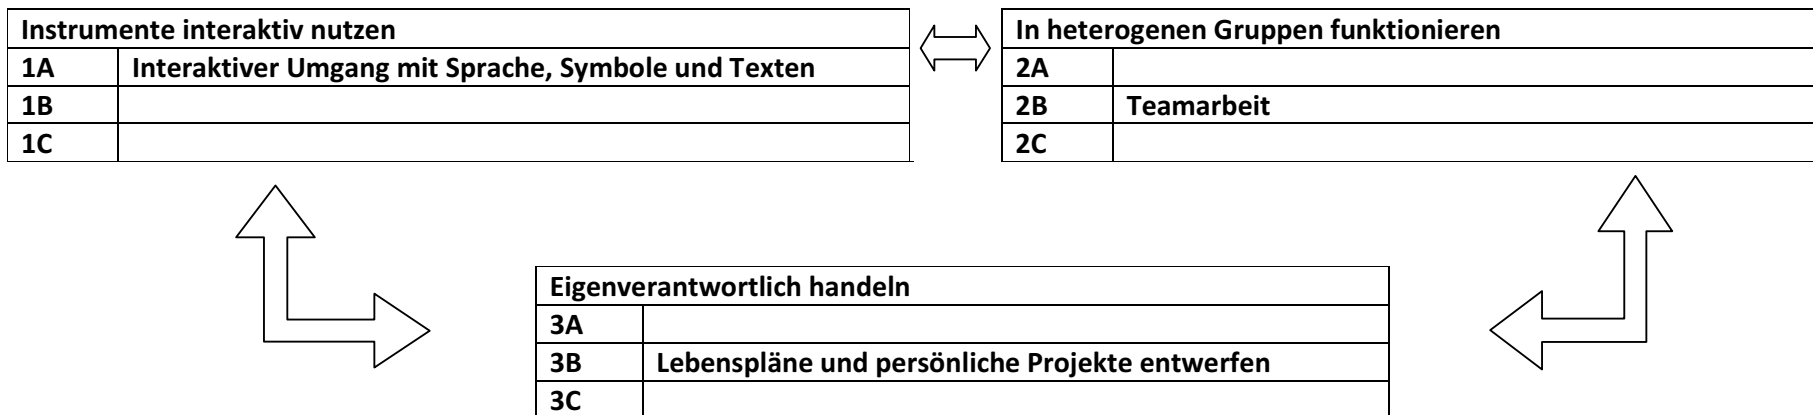 Instrumente interaktiv nutzen
1A Interaktiver Umgang mit Sprache, Symbole und Texten
1B
1C
In heterogenen Gruppen funktionieren
2A
2B Teamarbeit
2C
Eigenverantwortlich handeln
3A
3B Lebenspläne und persönliche Projekte entwerfen
3C